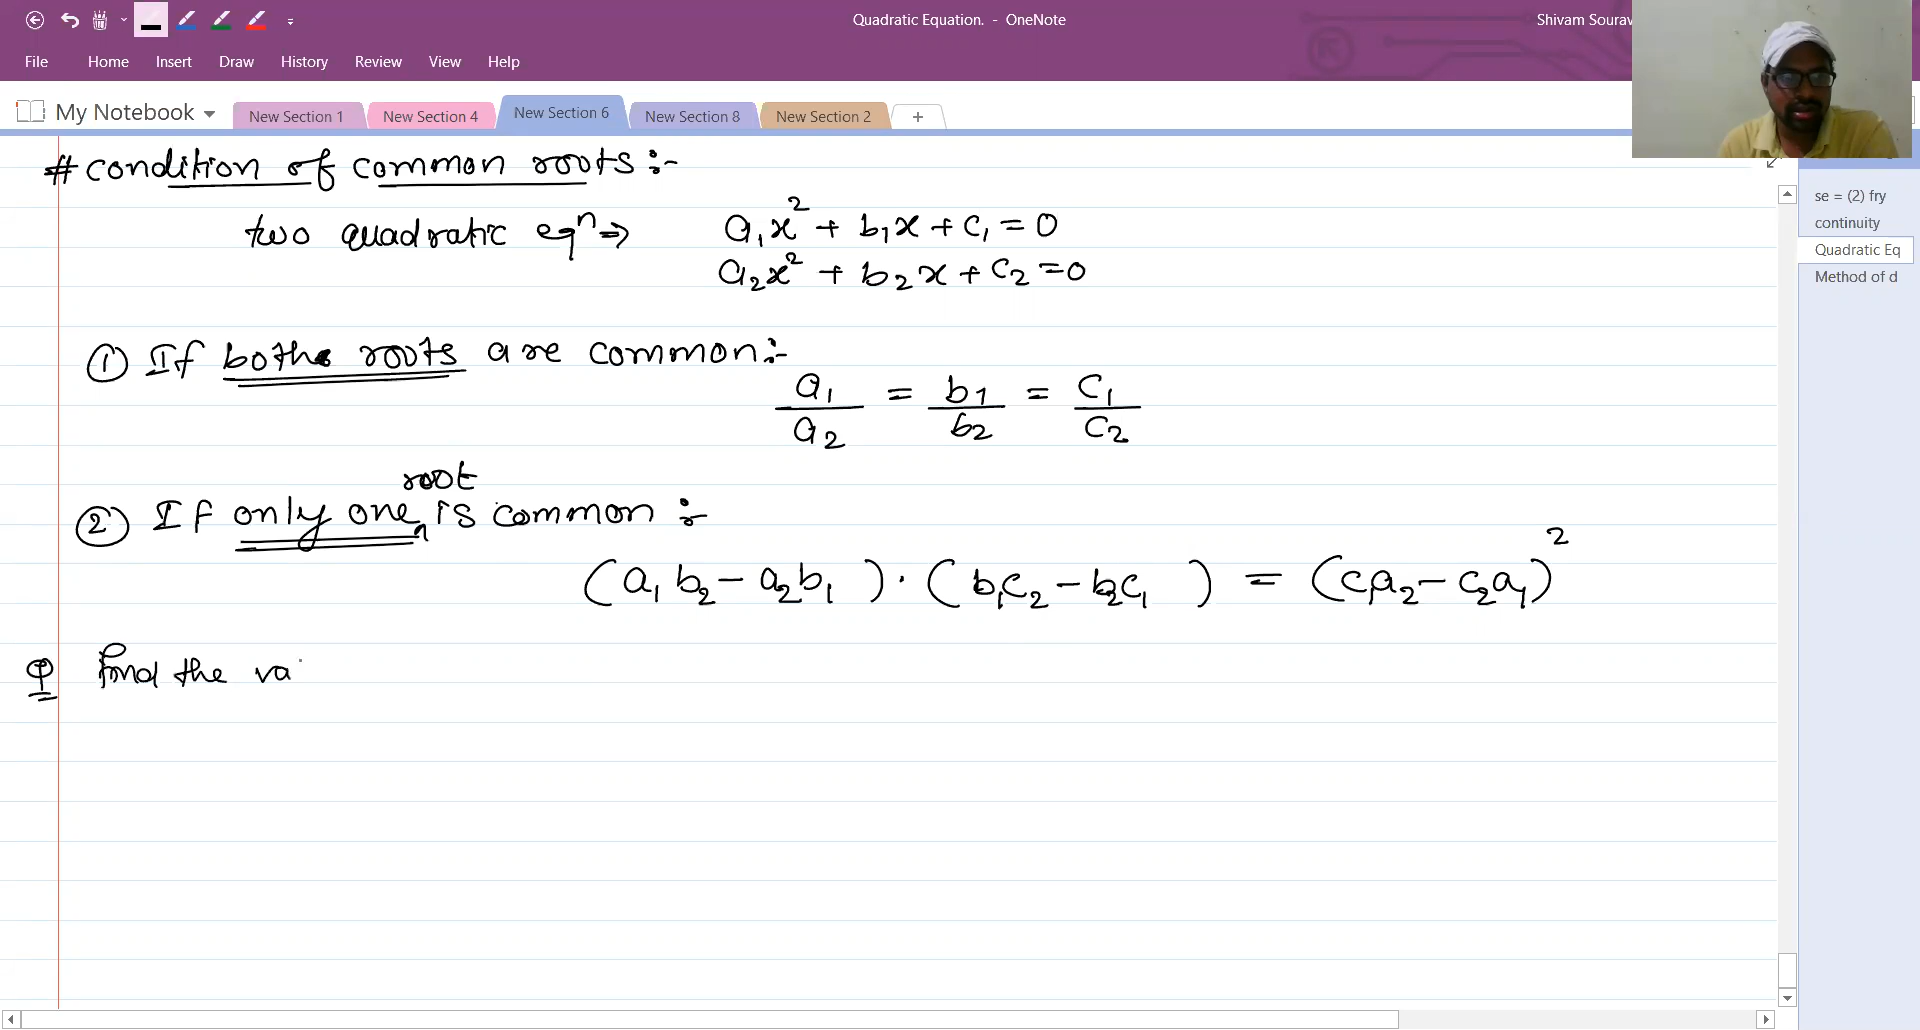 Quadratic Equation. - OneNote
Shivam Sourav
File Home Insert Draw History Review View Help
My Notebook New Section 1 New Section 4 New Section 6 New Section 8 New Section 2 +
se = (2) fry
continuity
Quadratic Eq
Method of d
# condition of common roots :-
two quadratic eqⁿ ⇒ a₁x² + b₁x + c₁ = 0
a₂x² + b₂x + c₂ = 0
① If both roots are common :-
a₁/a₂ = b₁/b₂ = c₁/c₂
root
② If only one is common :-
(a₁b₂ - a₂b₁) · (b₁c₂ - b₂c₁) = (c₁a₂ - c₂a₁)²
Q find the va